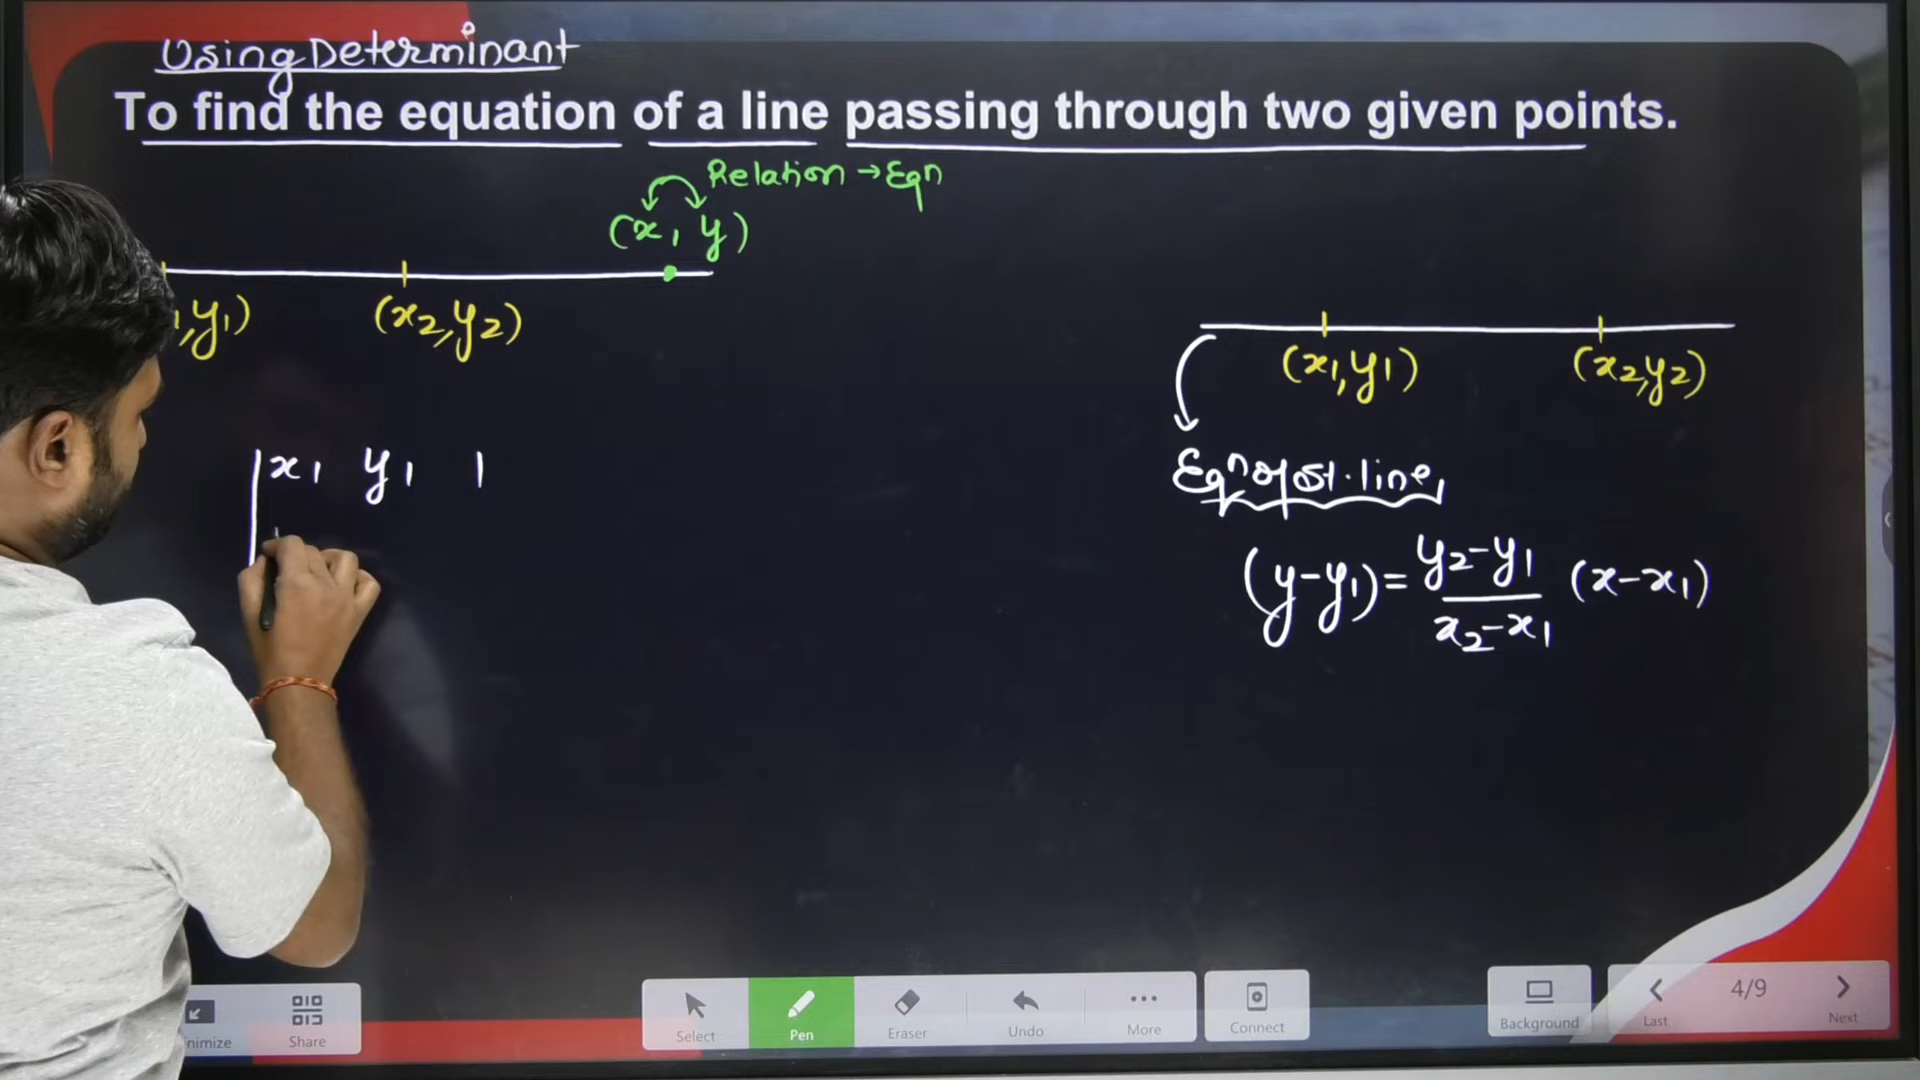 Using Determinant
To find the equation of a line passing through two given points.
Relation → Eqn
(x, y)
,y1)
(x2,y2)
(x1,y1)
(x2,y2)
x1 y1 1
Eqn of st. line,
(y-y1) = y2-y1 / x2-x1 (x-x1)
nimize
Share
Select
Pen
Eraser
Undo
More
Connect
Background
Last
4/9
Next